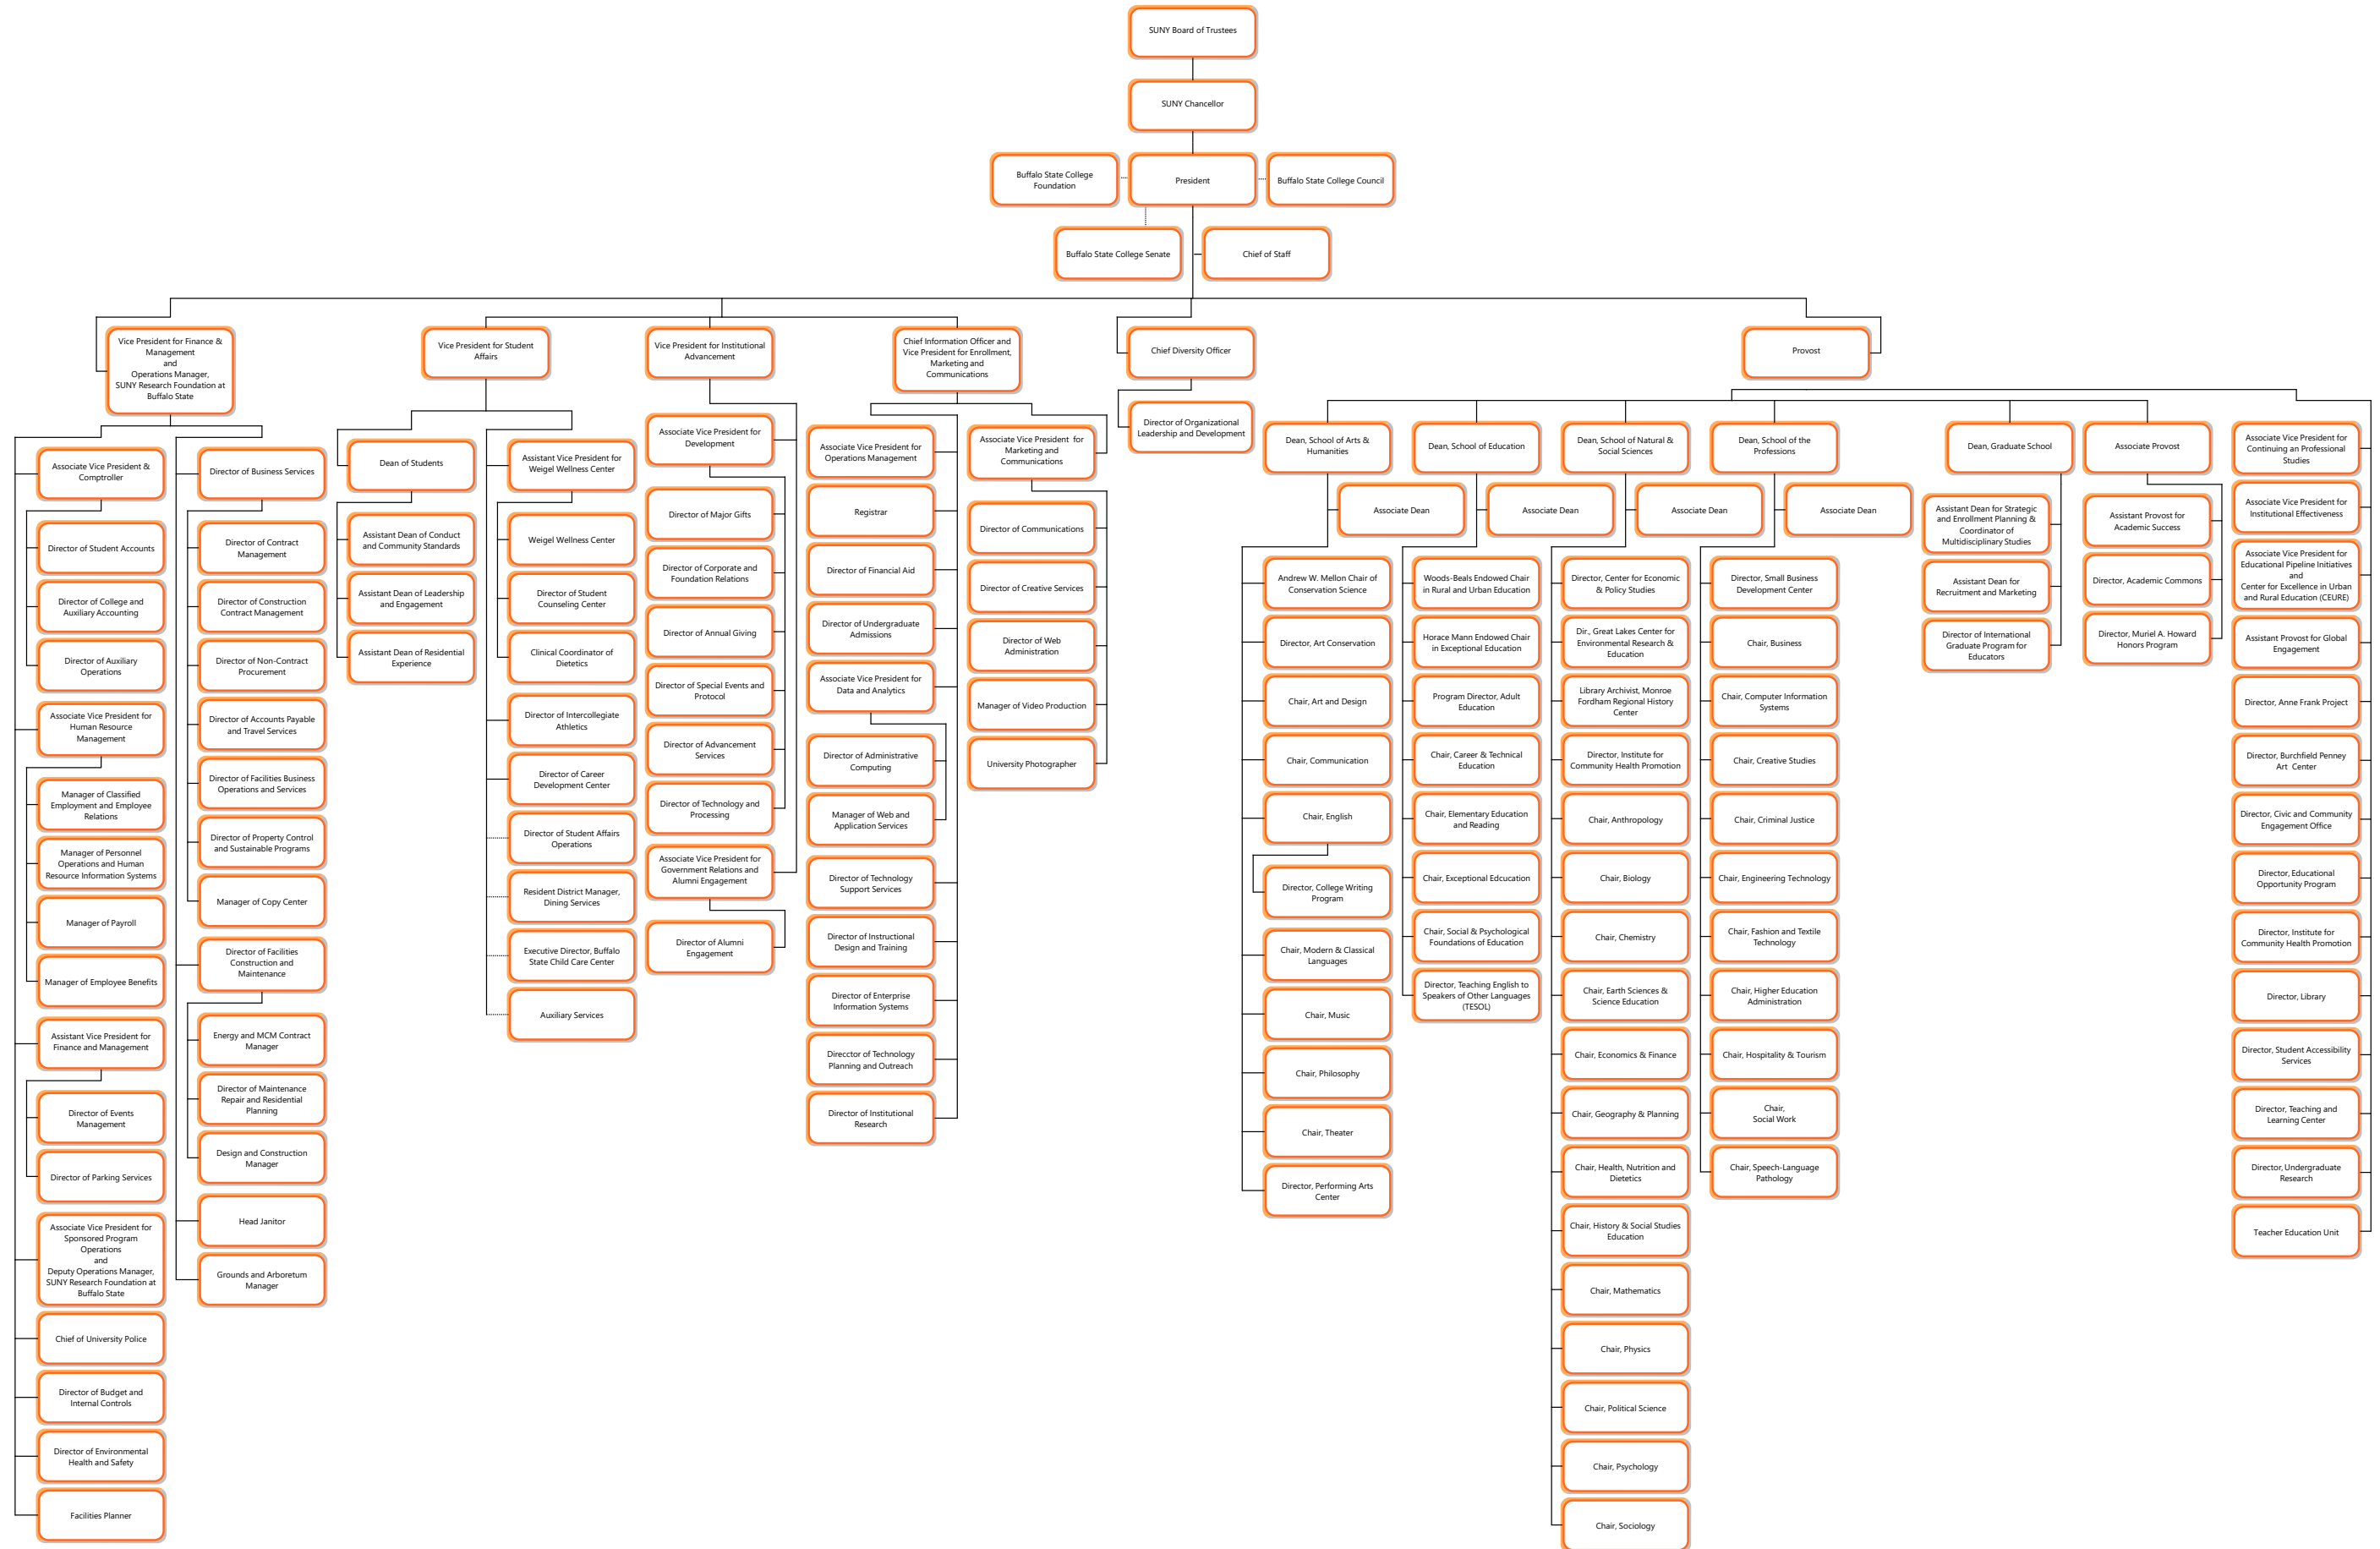 SUNY Board of Trustees
SUNY Chancellor
Buffalo State College
Foundation
President
Buffalo State College Council
Buffalo State College Senate
Chief of Staff
Vice President for Finance &
Management
and
Operations Manager,
SUNY Research Foundation at
Buffalo State
Associate Vice President &
Comptroller
Director of Student Accounts
Director of College and
Auxiliary Accounting
Director of Auxiliary
Operations
Associate Vice President for
Human Resource
Management
Manager of Classified
Employment and Employee
Relations
Manager of Personnel
Operations and Human
Resource Information Systems
Manager of Payroll
Manager of Employee Benefits
Assistant Vice President for
Finance and Management
Director of Events
Management
Director of Parking Services
Associate Vice President for
Sponsored Program
Operations
and
Deputy Operations Manager,
SUNY Research Foundation at
Buffalo State
Chief of University Police
Director of Budget and
Internal Controls
Director of Environmental
Health and Safety
Facilities Planner
Director of Business Services
Director of Contract
Management
Director of Construction
Contract Management
Director of Non-Contract
Procurement
Director of Accounts Payable
and Travel Services
Director of Facilities Business
Operations and Services
Director of Property Control
and Sustainable Programs
Manager of Copy Center
Director of Facilities
Construction and
Maintenance
Energy and MCM Contract
Manager
Director of Maintenance
Repair and Residential
Planning
Design and Construction
Manager
Head Janitor
Grounds and Arboretum
Manager
Vice President for Student
Affairs
Dean of Students
Assistant Dean of Conduct
and Community Standards
Assistant Dean of Leadership
and Engagement
Assistant Dean of Residential
Experience
Assistant Vice President for
Weigel Wellness Center
Weigel Wellness Center
Director of Student
Counseling Center
Clinical Coordinator of
Dietetics
Director of Intercollegiate
Athletics
Director of Career
Development Center
Director of Student Affairs
Operations
Resident District Manager,
Dining Services
Executive Director, Buffalo
State Child Care Center
Auxiliary Services
Vice President for Institutional
Advancement
Associate Vice President for
Development
Director of Major Gifts
Director of Corporate and
Foundation Relations
Director of Annual Giving
Director of Special Events and
Protocol
Director of Advancement
Services
Director of Technology and
Processing
Associate Vice President for
Government Relations and
Alumni Engagement
Director of Alumni
Engagement
Chief Information Officer and
Vice President for Enrollment,
Marketing and
Communications
Associate Vice President for
Operations Management
Registrar
Director of Financial Aid
Director of Undergraduate
Admissions
Associate Vice President for
Data and Analytics
Director of Administrative
Computing
Manager of Web and
Application Services
Director of Technology
Support Services
Director of Instructional
Design and Training
Director of Enterprise
Information Systems
Direcctor of Technology
Planning and Outreach
Director of Institutional
Research
Associate Vice President  for
Marketing and
Communications
Director of Communications
Director of Creative Services
Director of Web
Administration
Manager of Video Production
University Photographer
Chief Diversity Officer
Director of Organizational
Leadership and Development
Provost
Dean, School of Arts &
Humanities
Associate Dean
Andrew W. Mellon Chair of
Conservation Science
Director, Art Conservation
Chair, Art and Design
Chair, Communication
Chair, English
Director, College Writing
Program
Chair, Modern & Classical
Languages
Chair, Music
Chair, Philosophy
Chair, Theater
Director, Performing Arts
Center
Dean, School of Education
Associate Dean
Woods-Beals Endowed Chair
in Rural and Urban Education
Horace Mann Endowed Chair
in Exceptional Education
Program Director, Adult
Education
Chair, Career & Technical
Education
Chair, Elementary Education
and Reading
Chair, Exceptional Edcucation
Chair, Social & Psychological
Foundations of Education
Director, Teaching English to
Speakers of Other Languages
(TESOL)
Dean, School of Natural &
Social Sciences
Associate Dean
Director, Center for Economic
& Policy Studies
Dir., Great Lakes Center for
Environmental Research &
Education
Library Archivist, Monroe
Fordham Regional History
Center
Director, Institute for
Community Health Promotion
Chair, Anthropology
Chair, Biology
Chair, Chemistry
Chair, Earth Sciences &
Science Education
Chair, Economics & Finance
Chair, Geography & Planning
Chair, Health, Nutrition and
Dietetics
Chair, History & Social Studies
Education
Chair, Mathematics
Chair, Physics
Chair, Political Science
Chair, Psychology
Chair, Sociology
Dean, School of the
Professions
Associate Dean
Director, Small Business
Development Center
Chair, Business
Chair, Computer Information
Systems
Chair, Creative Studies
Chair, Criminal Justice
Chair, Engineering Technology
Chair, Fashion and Textile
Technology
Chair, Higher Education
Administration
Chair, Hospitality & Tourism
Chair,
Social Work
Chair, Speech-Language
Pathology
Dean, Graduate School
Assistant Dean for Strategic
and Enrollment Planning &
Coordinator of
Multidisciplinary Studies
Assistant Dean for
Recruitment and Marketing
Director of International
Graduate Program for
Educators
Associate Provost
Assistant Provost for
Academic Success
Director, Academic Commons
Director, Muriel A. Howard
Honors Program
Associate Vice President for
Continuing an Professional
Studies
Associate Vice President for
Institutional Effectiveness
Associate Vice President for
Educational Pipeline Initiatives
and
Center for Excellence in Urban
and Rural Education (CEURE)
Assistant Provost for Global
Engagement
Director, Anne Frank Project
Director, Burchfield Penney
Art  Center
Director, Civic and Community
Engagement Office
Director, Educational
Opportunity Program
Director, Institute for
Community Health Promotion
Director, Library
Director, Student Accessibility
Services
Director, Teaching and
Learning Center
Director, Undergraduate
Research
Teacher Education Unit